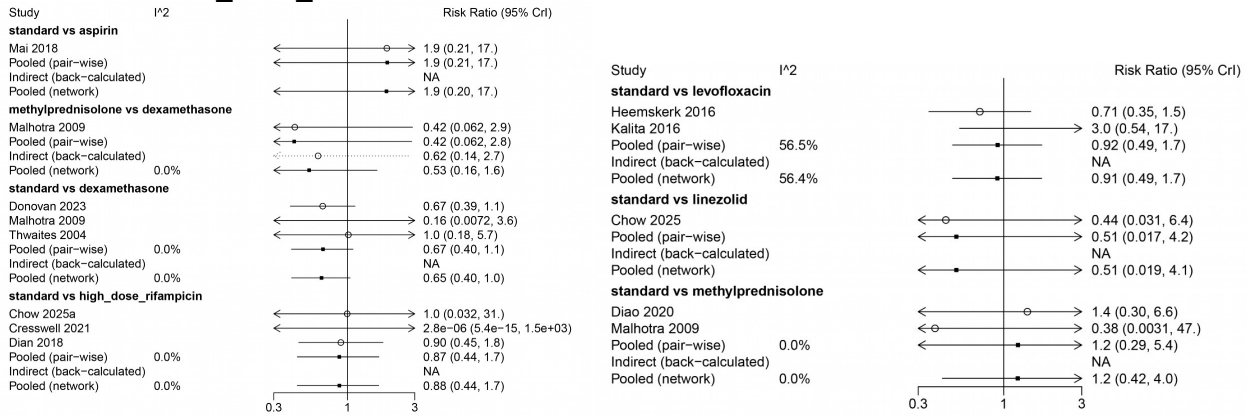 Study I^2 Risk Ratio (95% CrI)
standard vs aspirin
Mai 2018 1.9 (0.21, 17.)
Pooled (pair-wise) 1.9 (0.21, 17.)
Indirect (back-calculated) NA
Pooled (network) 1.9 (0.20, 17.)
methylprednisolone vs dexamethasone
Malhotra 2009 0.42 (0.062, 2.9)
Pooled (pair-wise) 0.42 (0.062, 2.8)
Indirect (back-calculated) 0.62 (0.14, 2.7)
Pooled (network) 0.0% 0.53 (0.16, 1.6)
standard vs dexamethasone
Donovan 2023 0.67 (0.39, 1.1)
Malhotra 2009 0.16 (0.0072, 3.6)
Thwaites 2004 1.0 (0.18, 5.7)
Pooled (pair-wise) 0.0% 0.67 (0.40, 1.1)
Indirect (back-calculated) NA
Pooled (network) 0.0% 0.65 (0.40, 1.0)
standard vs high_dose_rifampicin
Chow 2025a 1.0 (0.032, 31.)
Cresswell 2021 2.8e-06 (5.4e-15, 1.5e+03)
Dian 2018 0.90 (0.45, 1.8)
Pooled (pair-wise) 0.0% 0.87 (0.44, 1.7)
Indirect (back-calculated) NA
Pooled (network) 0.0% 0.88 (0.44, 1.7)
0.3 1 3
Study I^2 Risk Ratio (95% CrI)
standard vs levofloxacin
Heemskerk 2016 0.71 (0.35, 1.5)
Kalita 2016 3.0 (0.54, 17.)
Pooled (pair-wise) 56.5% 0.92 (0.49, 1.7)
Indirect (back-calculated) NA
Pooled (network) 56.4% 0.91 (0.49, 1.7)
standard vs linezolid
Chow 2025 0.44 (0.031, 6.4)
Pooled (pair-wise) 0.51 (0.017, 4.2)
Indirect (back-calculated) NA
Pooled (network) 0.51 (0.019, 4.1)
standard vs methylprednisolone
Diao 2020 1.4 (0.30, 6.6)
Malhotra 2009 0.38 (0.0031, 47.)
Pooled (pair-wise) 0.0% 1.2 (0.29, 5.4)
Indirect (back-calculated) NA
Pooled (network) 0.0% 1.2 (0.42, 4.0)
0.3 1 3